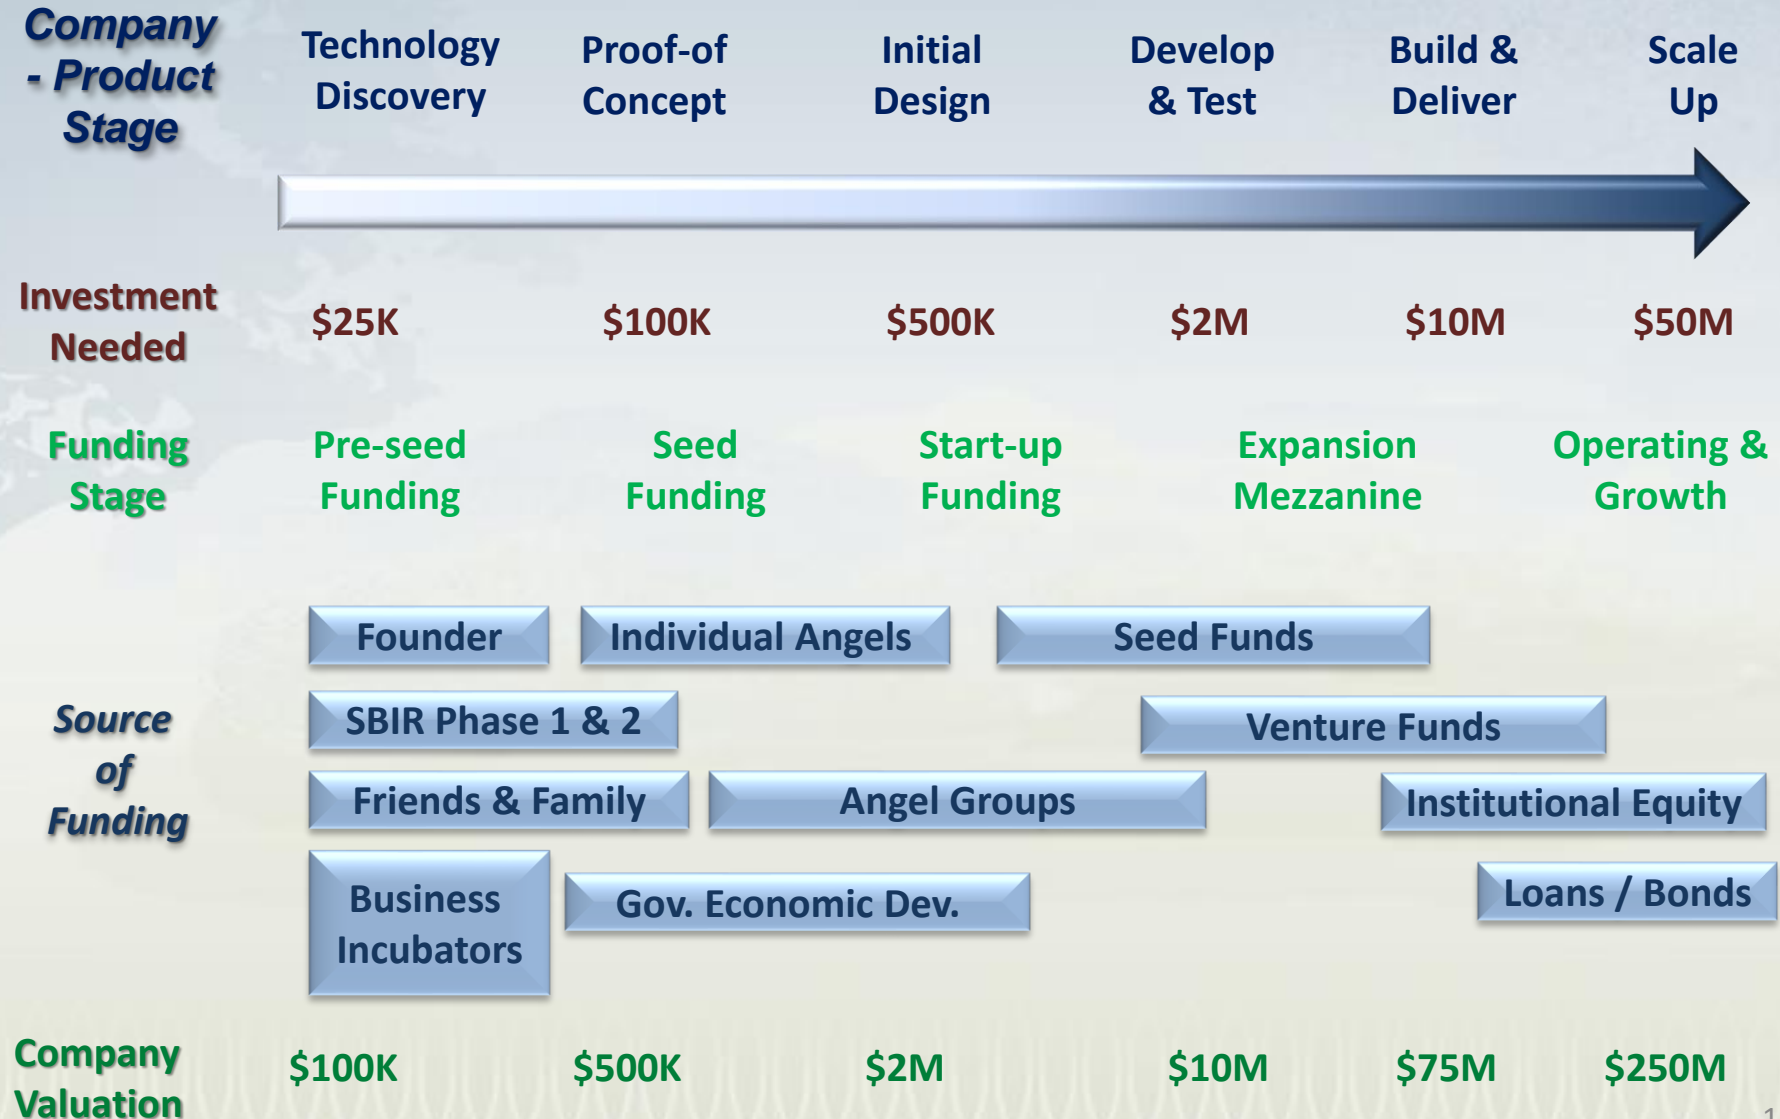 Company
- Product
Stage
Technology
Discovery
Proof-of
Concept
Initial
Design
Develop
& Test
Build &
Deliver
Scale
Up
Investment
Needed
$25K
$100K
$500K
$2M
$10M
$50M
Funding
Stage
Pre-seed
Funding
Seed
Funding
Start-up
Funding
Expansion
Mezzanine
Operating &
Growth
Source
of
Funding
Founder
Individual Angels
Seed Funds
SBIR Phase 1 & 2
Venture Funds
Friends & Family
Angel Groups
Institutional Equity
Business
Incubators
Gov. Economic Dev.
Loans / Bonds
Company
Valuation
$100K
$500K
$2M
$10M
$75M
$250M
1